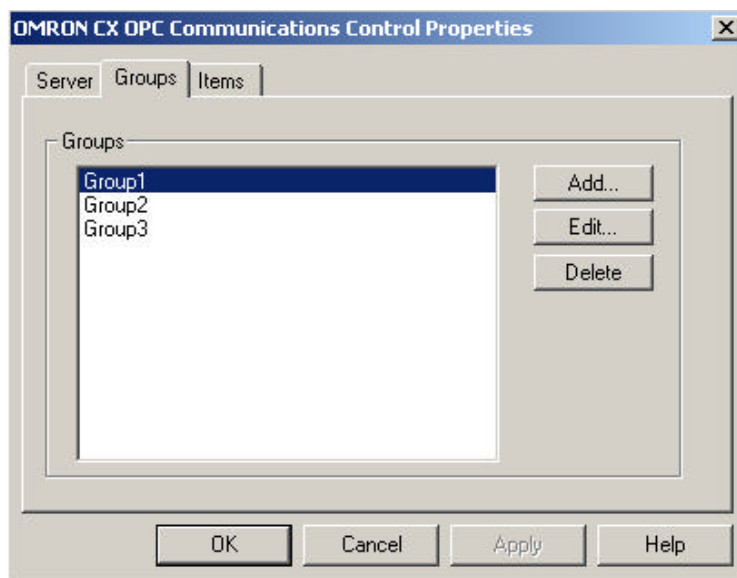 OMRON CX OPC Communications Control Properties
Server Groups Items
Groups
Group1
Group2
Group3
Add...
Edit...
Delete
OK Cancel Apply Help